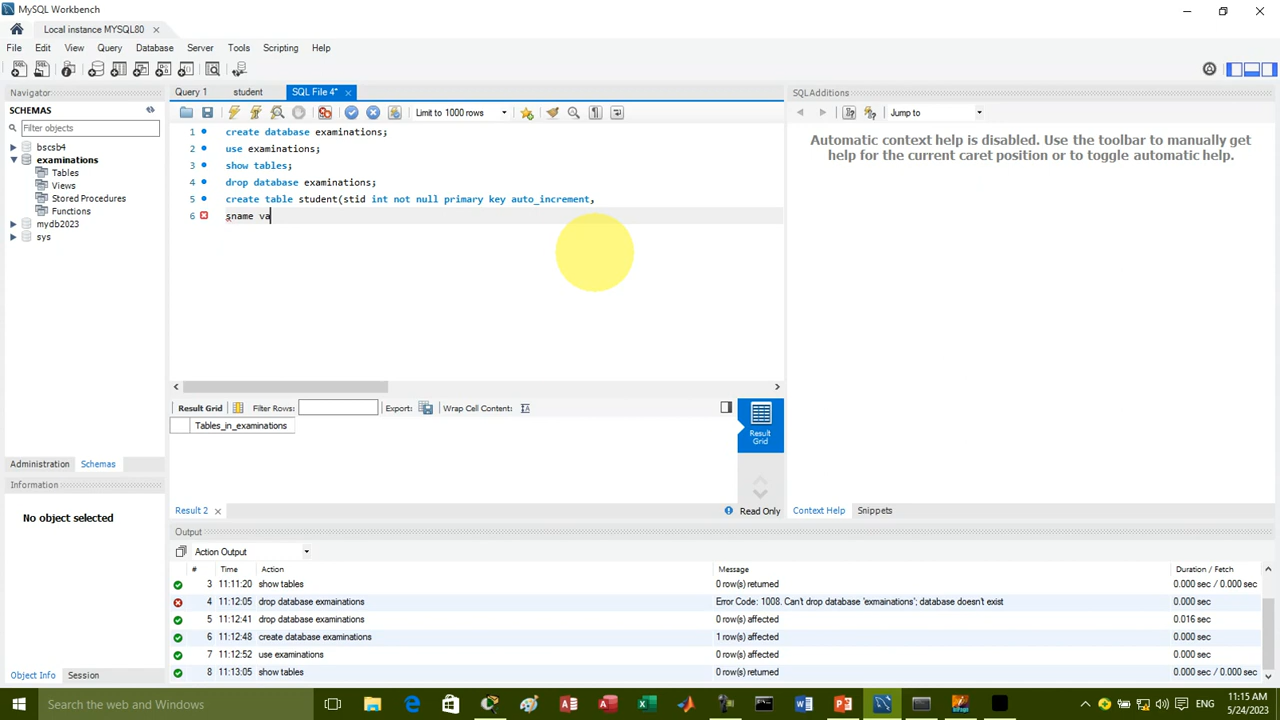 MySQL Workbench
Local instance MYSQL80
File Edit View Query Database Server Tools Scripting Help
Navigator
SCHEMAS
Filter objects
bscsb4
examinations
Tables
Views
Stored Procedures
Functions
mydb2023
sys
Administration Schemas
Information
No object selected
Object Info Session
Query 1 student SQL File 4*
Limit to 1000 rows
1 create database examinations;
2 use examinations;
3 show tables;
4 drop database examinations;
5 create table student(stid int not null primary key auto_increment,
6 sname va
Result Grid Filter Rows: Export: Wrap Cell Content:
Tables_in_examinations
Result Grid
Result 2 Read Only
SQLAdditions
Jump to
Automatic context help is disabled. Use the toolbar to manually get
help for the current caret position or to toggle automatic help.
Context Help Snippets
Output
Action Output
# Time Action Message Duration / Fetch
3 11:11:20 show tables 0 row(s) returned 0.000 sec / 0.000 sec
4 11:12:05 drop database exmainations Error Code: 1008. Can't drop database 'exmainations'; database doesn't exist 0.000 sec
5 11:12:41 drop database examinations 0 row(s) affected 0.016 sec
6 11:12:48 create database examinations 1 row(s) affected 0.000 sec
7 11:12:52 use examinations 0 row(s) affected 0.000 sec
8 11:13:05 show tables 0 row(s) returned 0.000 sec / 0.000 sec
Search the web and Windows
ENG
11:15 AM
5/24/2023